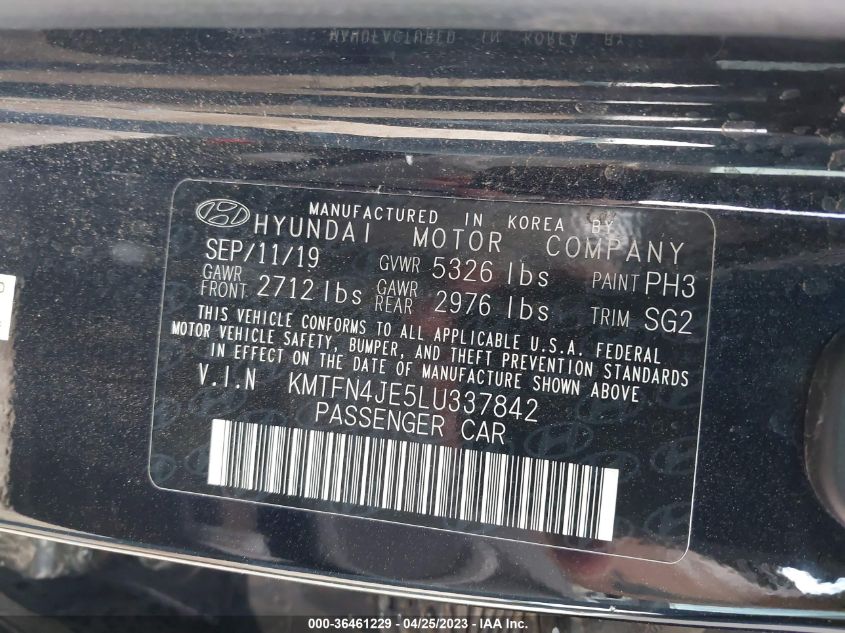 MANUFACTURED IN KOREA BY
HYUNDAI MOTOR COMPANY
SEP/11/19 GVWR 5326 lbs PAINT PH3
GAWR FRONT 2712 lbs GAWR REAR 2976 lbs TRIM SG2
THIS VEHICLE CONFORMS TO ALL APPLICABLE U.S.A. FEDERAL
MOTOR VEHICLE SAFETY, BUMPER, AND THEFT PREVENTION STANDARDS
IN EFFECT ON THE DATE OF MANUFACTURE SHOWN ABOVE
V.I.N KMTFN4JE5LU337842
PASSENGER CAR
000-36461229 - 04/25/2023 - IAA Inc.